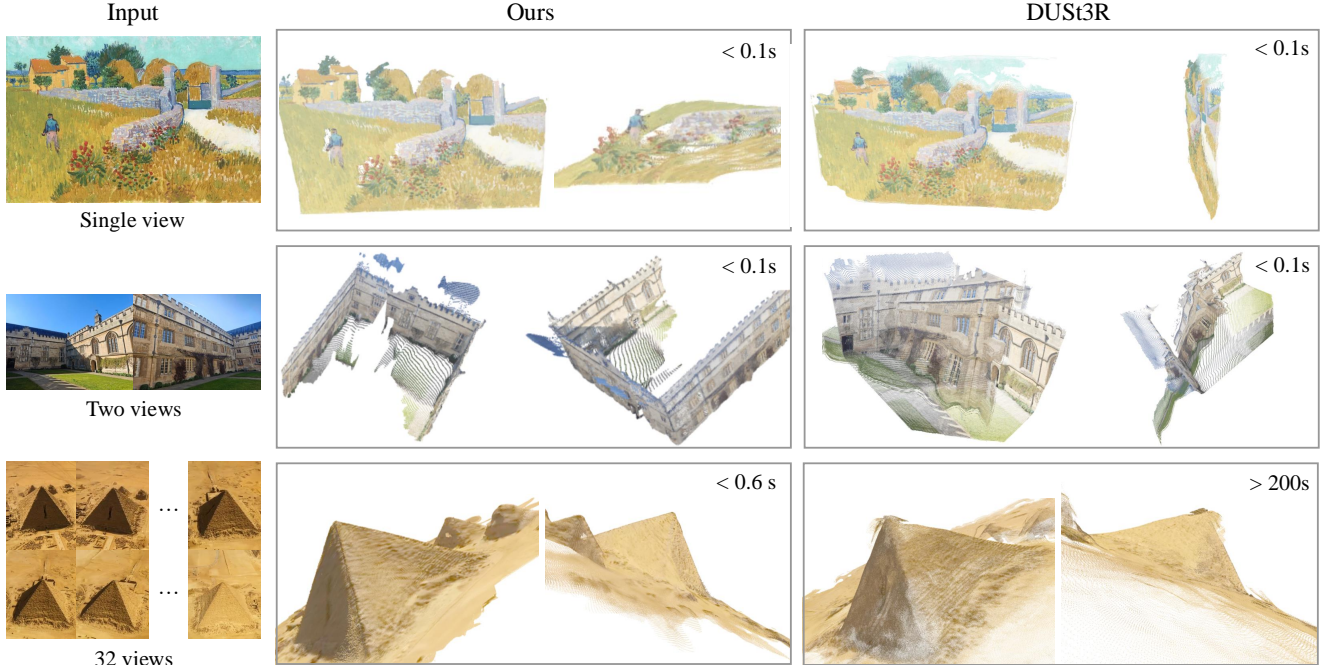 Input
Ours
DUSt3R
< 0.1s
< 0.1s
Single view
< 0.1s
< 0.1s
Two views
< 0.6 s
> 200s
...
...
32 views